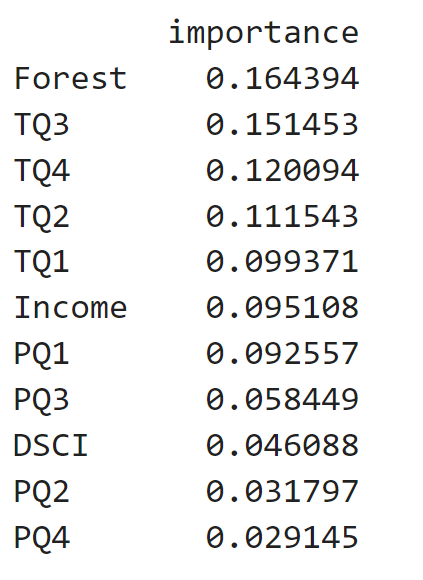 importance
Forest 0.164394
TQ3 0.151453
TQ4 0.120094
TQ2 0.111543
TQ1 0.099371
Income 0.095108
PQ1 0.092557
PQ3 0.058449
DSCI 0.046088
PQ2 0.031797
PQ4 0.029145